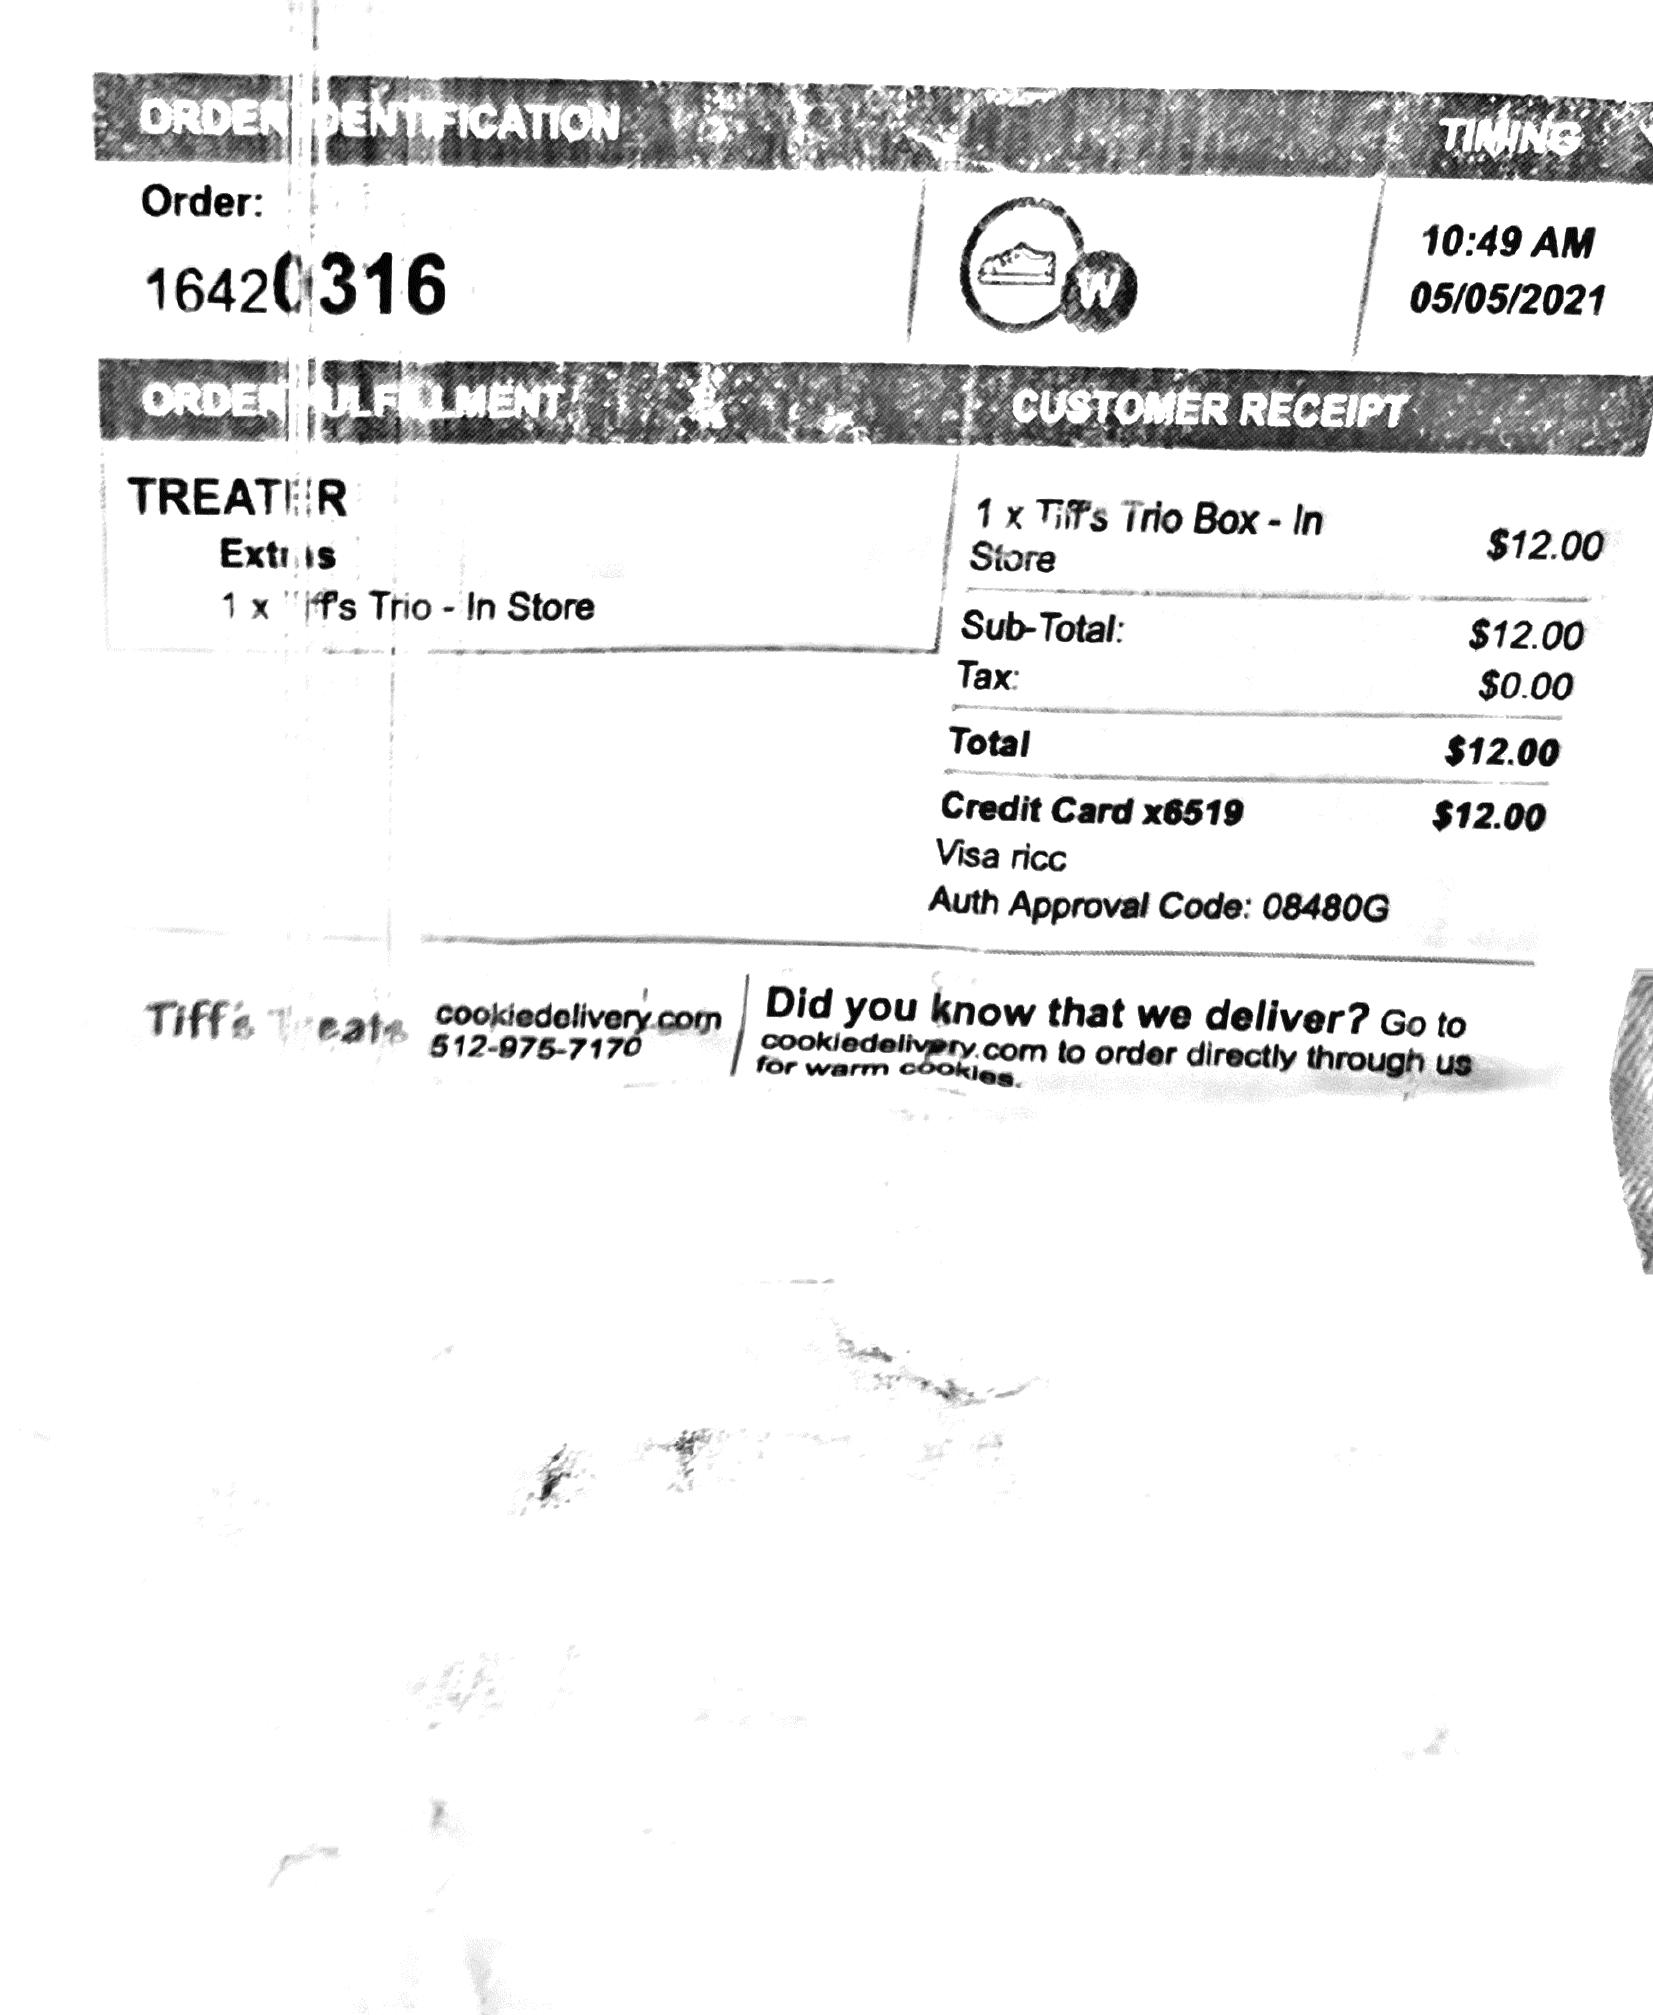 ORDER IDENTIFICATION
TIMING
Order:
16420316
W
10:49 AM
05/05/2021
ORDER FULFILLMENT
CUSTOMER RECEIPT
TREATER
Extras
1 x Tiff's Trio - In Store
1 x Tiff's Trio Box - In
Store
$12.00
Sub-Total: $12.00
Tax: $0.00
Total $12.00
Credit Card x6519 $12.00
Visa ricc
Auth Approval Code: 08480G
Tiff's Treats
cookiedelivery.com
512-975-7170
Did you know that we deliver? Go to
cookiedelivery.com to order directly through us
for warm cookies.